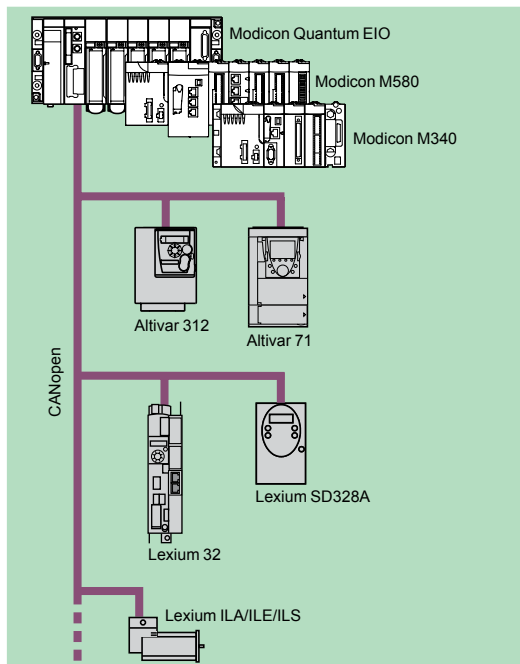 Modicon Quantum EIO
Modicon M580
Modicon M340
Altivar 312
Altivar 71
CANopen
Lexium SD328A
Lexium 32
Lexium ILA/ILE/ILS